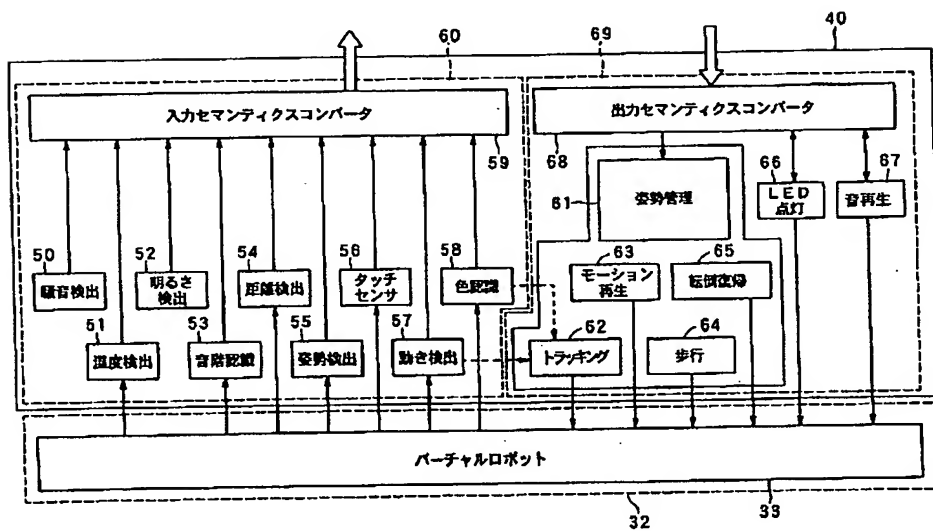 60
69
40
入力セマンティクスコンバータ
59
出力セマンティクスコンバータ
68
姿勢管理
61
66
LED
点灯
67
音再生
50
騒音検出
52
明るさ
検出
54
距離検出
56
タッチ
センサ
58
色認識
63
モーション
再生
65
転倒復帰
51
温度検出
53
音階認識
55
姿勢検出
57
動き検出
62
トラッキング
64
歩行
バーチャルロボット
32
33